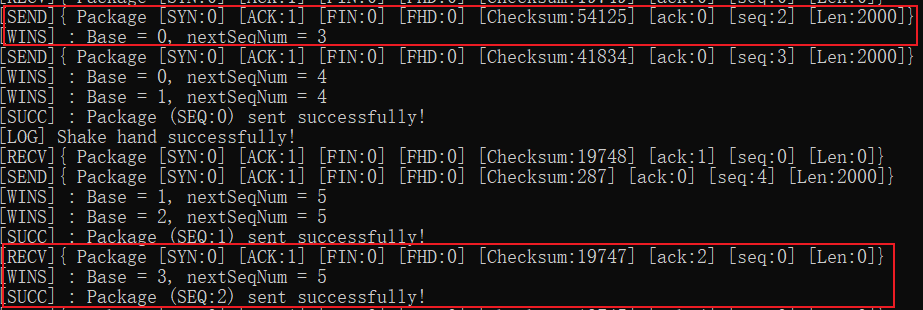 [SEND]{ Package [SYN:0] [ACK:1] [FIN:0] [FHD:0] [Checksum:54125] [ack:0] [seq:2] [Len:2000]}
[WINS] : Base = 0, nextSeqNum = 3
[SEND]{ Package [SYN:0] [ACK:1] [FIN:0] [FHD:0] [Checksum:41834] [ack:0] [seq:3] [Len:2000]}
[WINS] : Base = 0, nextSeqNum = 4
[WINS] : Base = 1, nextSeqNum = 4
[SUCC] : Package (SEQ:0) sent successfully!
[LOG] Shake hand successfully!
[RECV]{ Package [SYN:0] [ACK:1] [FIN:0] [FHD:0] [Checksum:19748] [ack:1] [seq:0] [Len:0]}
[SEND]{ Package [SYN:0] [ACK:1] [FIN:0] [FHD:0] [Checksum:287] [ack:0] [seq:4] [Len:2000]}
[WINS] : Base = 1, nextSeqNum = 5
[WINS] : Base = 2, nextSeqNum = 5
[SUCC] : Package (SEQ:1) sent successfully!
[RECV]{ Package [SYN:0] [ACK:1] [FIN:0] [FHD:0] [Checksum:19747] [ack:2] [seq:0] [Len:0]}
[WINS] : Base = 3, nextSeqNum = 5
[SUCC] : Package (SEQ:2) sent successfully!